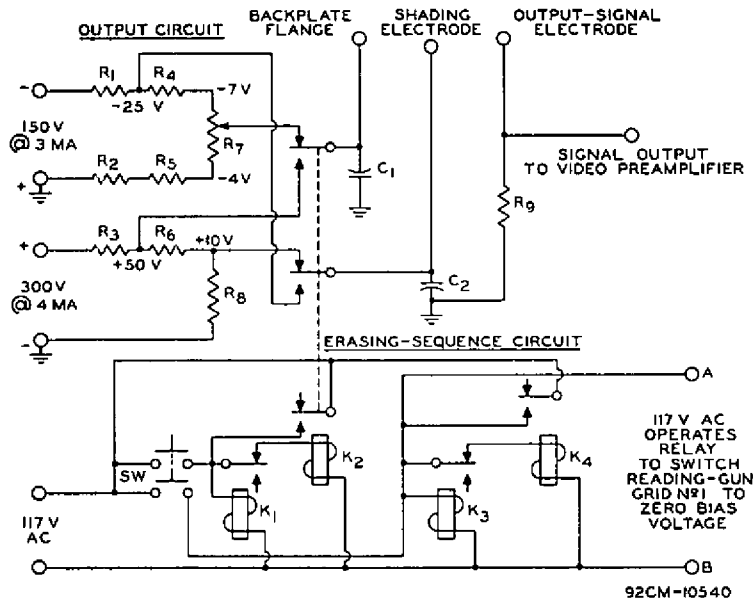 OUTPUT CIRCUIT
BACKPLATE
FLANGE
SHADING
ELECTRODE
OUTPUT-SIGNAL
ELECTRODE
R1
R4
-
-25 V
-7V
150 V
@ 3 MA
R7
R2
R5
+
-4V
C1
SIGNAL OUTPUT
TO VIDEO PREAMPLIFIER
R9
R3
R6
+
+50 V
+10 V
300 V
@ 4 MA
R8
C2
-
ERASING-SEQUENCE CIRCUIT
A
SW
K2
K4
117 V AC
OPERATES
RELAY
TO SWITCH
READING-GUN
GRID Nº1 TO
ZERO BIAS
VOLTAGE
117 V
AC
K1
K3
B
92CM-10540